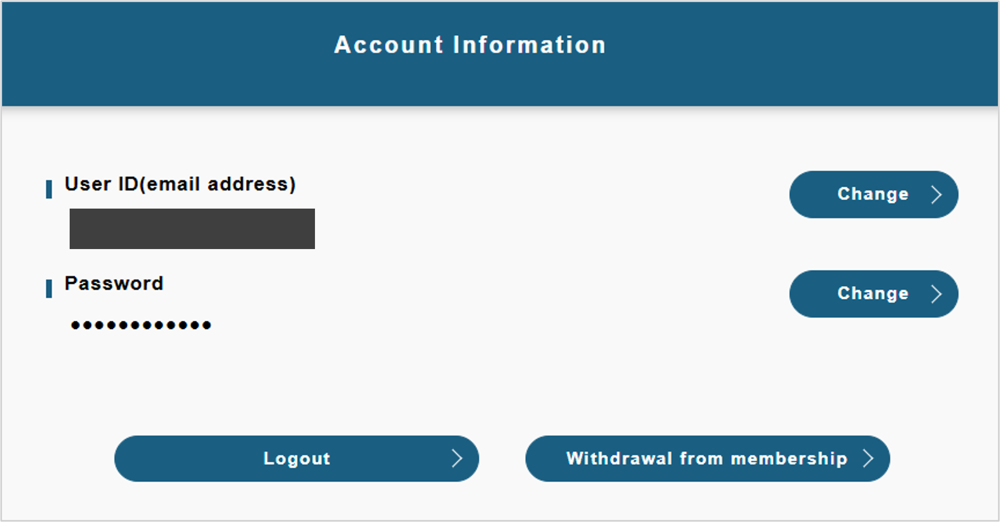 Account Information
User ID(email address)
Change
Password
Change
••••••••••••
Logout
Withdrawal from membership